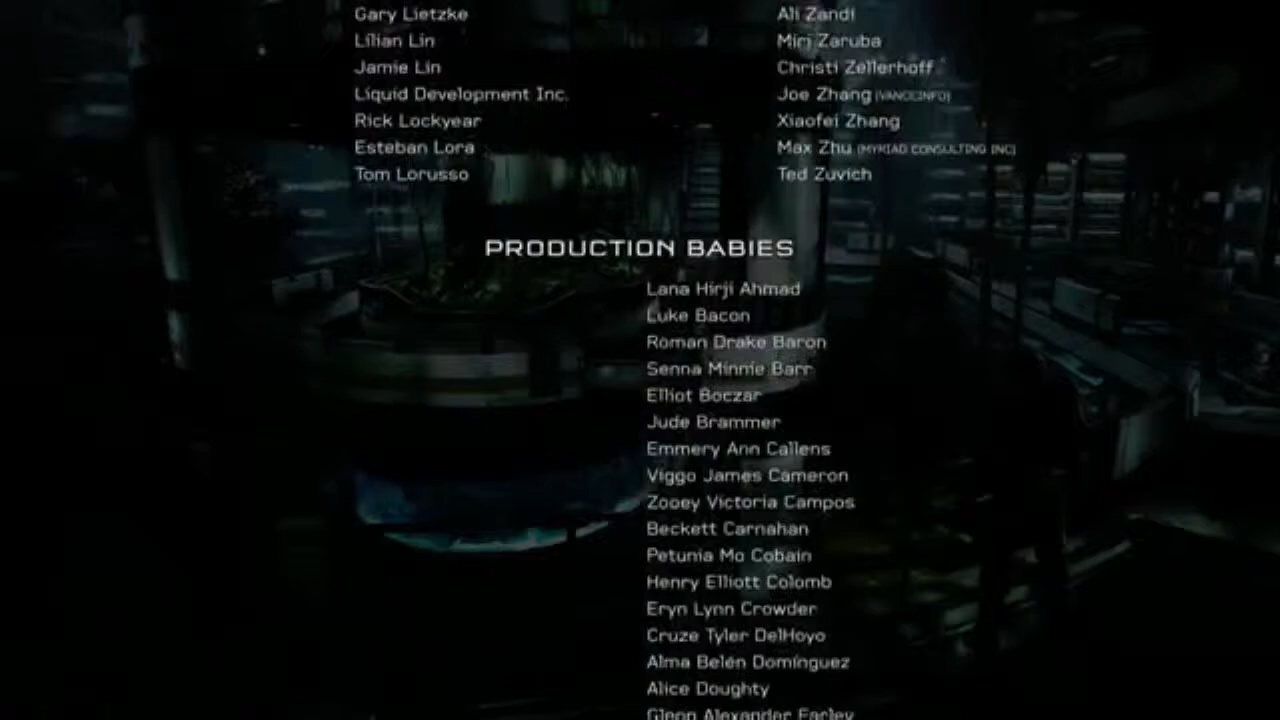 Gary Lietzke
Lilian Lin
Jamie Lin
Liquid Development Inc.
Rick Lockyear
Esteban Lora
Tom Lorusso
Ali Zandi
Miri Zaruba
Christi Zellerhoff
Joe Zhang (VANCEINFO)
Xiaofei Zhang
Max Zhu (MYRIAD CONSULTING INC)
Ted Zuvich
PRODUCTION BABIES
Lana Hirji Ahmad
Luke Bacon
Roman Drake Baron
Senna Minnie Barr
Elliot Boczar
Jude Brammer
Emmery Ann Callens
Viggo James Cameron
Zooey Victoria Campos
Beckett Carnahan
Petunia Mo Cobain
Henry Elliott Colomb
Eryn Lynn Crowder
Cruze Tyler DelHoyo
Alma Belén Domínguez
Alice Doughty
Glenn Alexander Farley